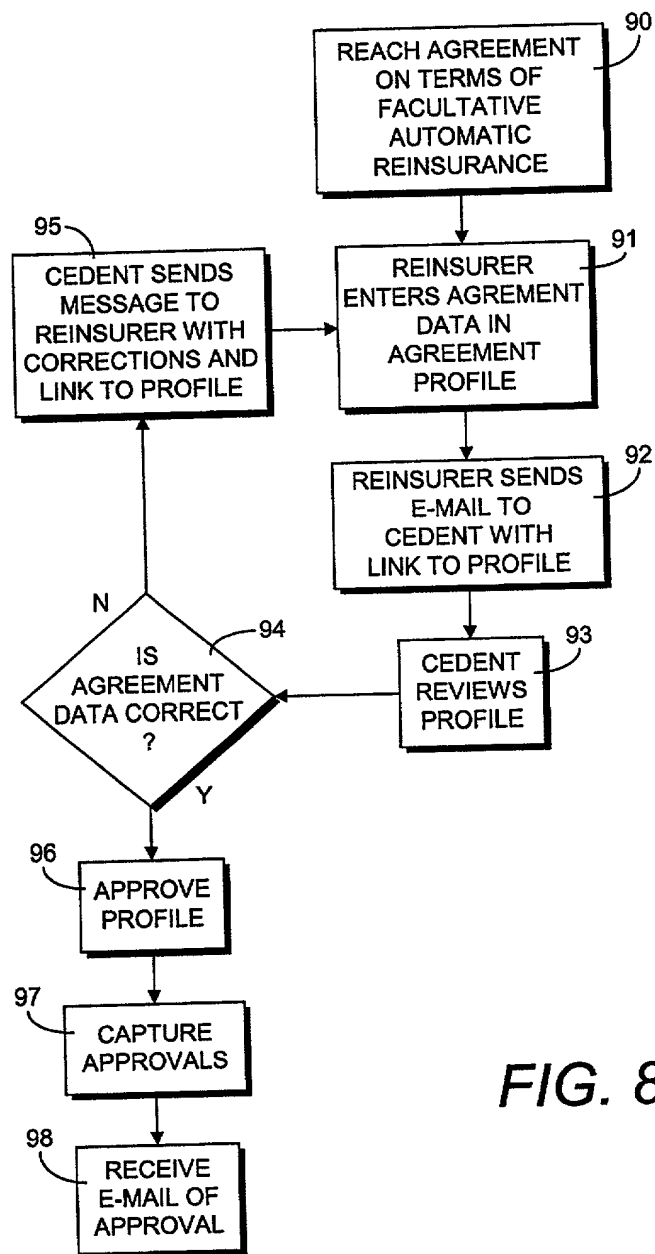 90
REACH AGREEMENT
ON TERMS OF
FACULTATIVE
AUTOMATIC
REINSURANCE
91
REINSURER
ENTERS AGREMENT
DATA IN
AGREEMENT
PROFILE
92
REINSURER SENDS
E-MAIL TO
CEDENT WITH
LINK TO PROFILE
93
CEDENT
REVIEWS
PROFILE
94
IS
AGREEMENT
DATA CORRECT
?
N
Y
95
CEDENT SENDS
MESSAGE TO
REINSURER WITH
CORRECTIONS AND
LINK TO PROFILE
96
APPROVE
PROFILE
97
CAPTURE
APPROVALS
98
RECEIVE
E-MAIL OF
APPROVAL
FIG. 8